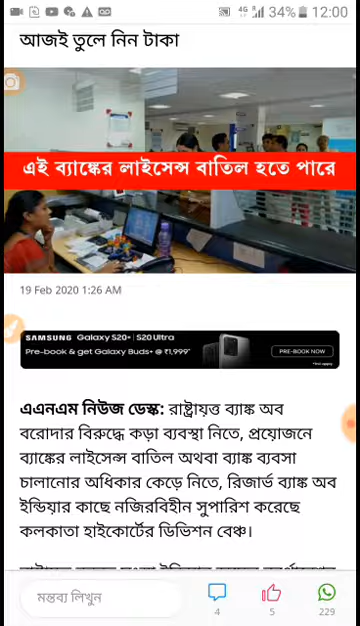 4G R 34% 12:00
আজই তুলে নিন টাকা
এই ব্যাঙ্কের লাইসেন্স বাতিল হতে পারে
19 Feb 2020 1:26 AM
SAMSUNG Galaxy S20+ | S20 Ultra
Pre-book & get Galaxy Buds+ @ ₹1,999*
PRE-BOOK NOW
*T&C apply
এএনএম নিউজ ডেস্ক: রাষ্ট্রায়ত্ত ব্যাঙ্ক অব
বরোদার বিরুদ্ধে কড়া ব্যবস্থা নিতে, প্রয়োজনে
ব্যাঙ্কের লাইসেন্স বাতিল অথবা ব্যাঙ্ক ব্যবসা
চালানোর অধিকার কেড়ে নিতে, রিজার্ভ ব্যাঙ্ক অব
ইন্ডিয়ার কাছে নজিরবিহীন সুপারিশ করেছে
কলকাতা হাইকোর্টের ডিভিশন বেঞ্চ।
মন্তব্য লিখুন
4
5
229